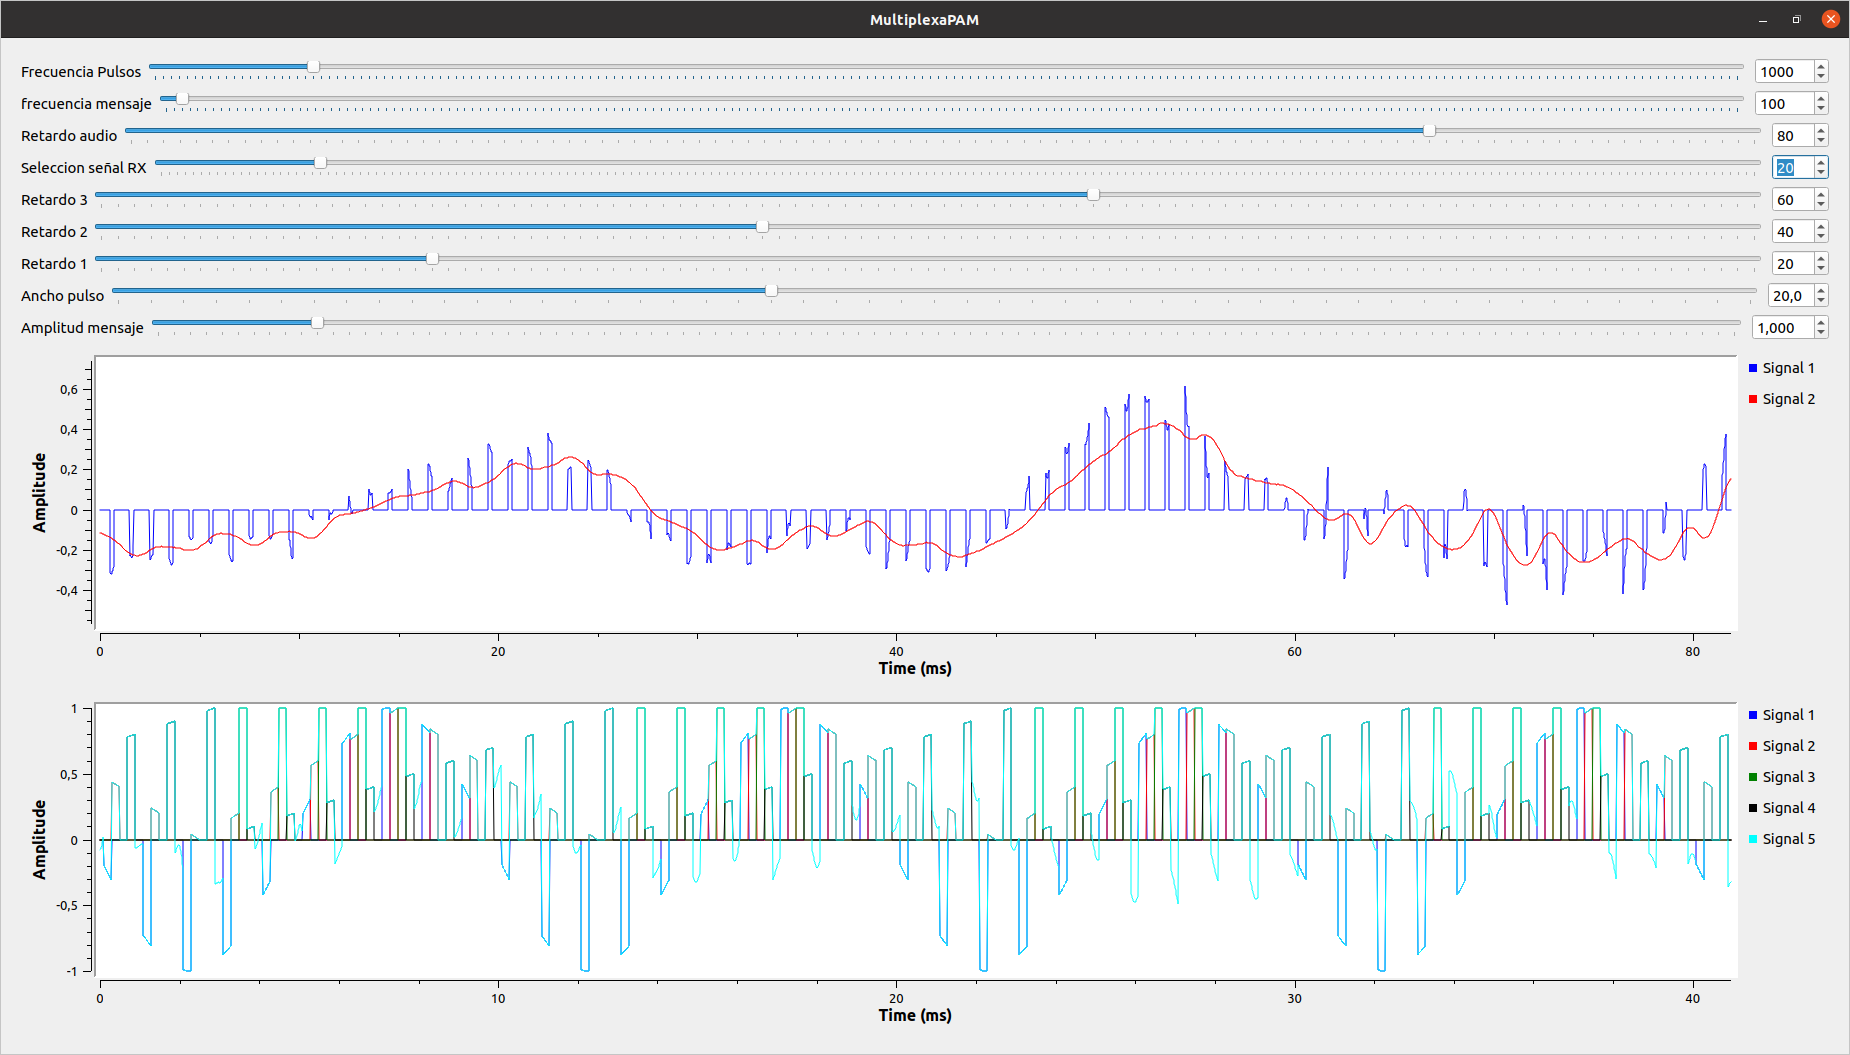 MultiplexaPAM
Frecuencia Pulsos 1000
frecuencia mensaje 100
Retardo audio 80
Seleccion señal RX 20
Retardo 3 60
Retardo 2 40
Retardo 1 20
Ancho pulso 20,0
Amplitud mensaje 1,000
Amplitude
0,6
0,4
0,2
0
-0,2
-0,4
0 20 40 60 80
Time (ms)
Signal 1
Signal 2
Amplitude
1
0,5
0
-0,5
-1
0 10 20 30 40
Time (ms)
Signal 1
Signal 2
Signal 3
Signal 4
Signal 5